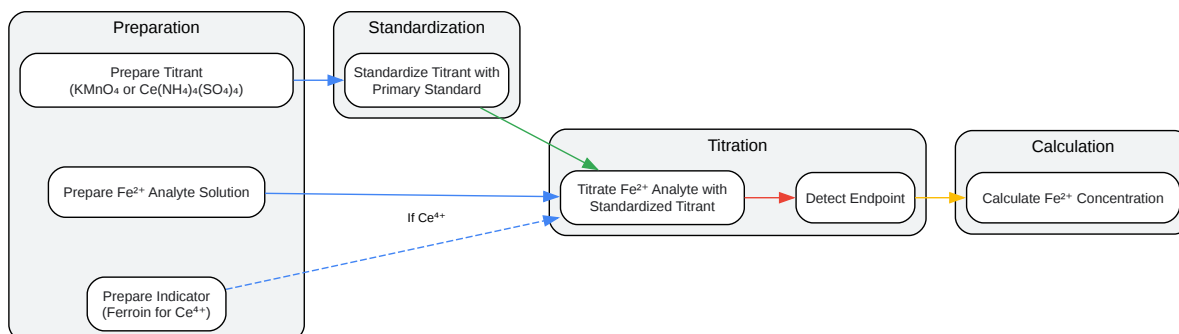 Preparation
Prepare Titrant
(KMnO₄ or Ce(NH₄)₄(SO₄)₄)
Prepare Fe²⁺ Analyte Solution
Prepare Indicator
(Ferroin for Ce⁴⁺)
Standardization
Standardize Titrant with
Primary Standard
If Ce⁴⁺
Titration
Titrate Fe²⁺ Analyte with
Standardized Titrant
Detect Endpoint
Calculation
Calculate Fe²⁺ Concentration